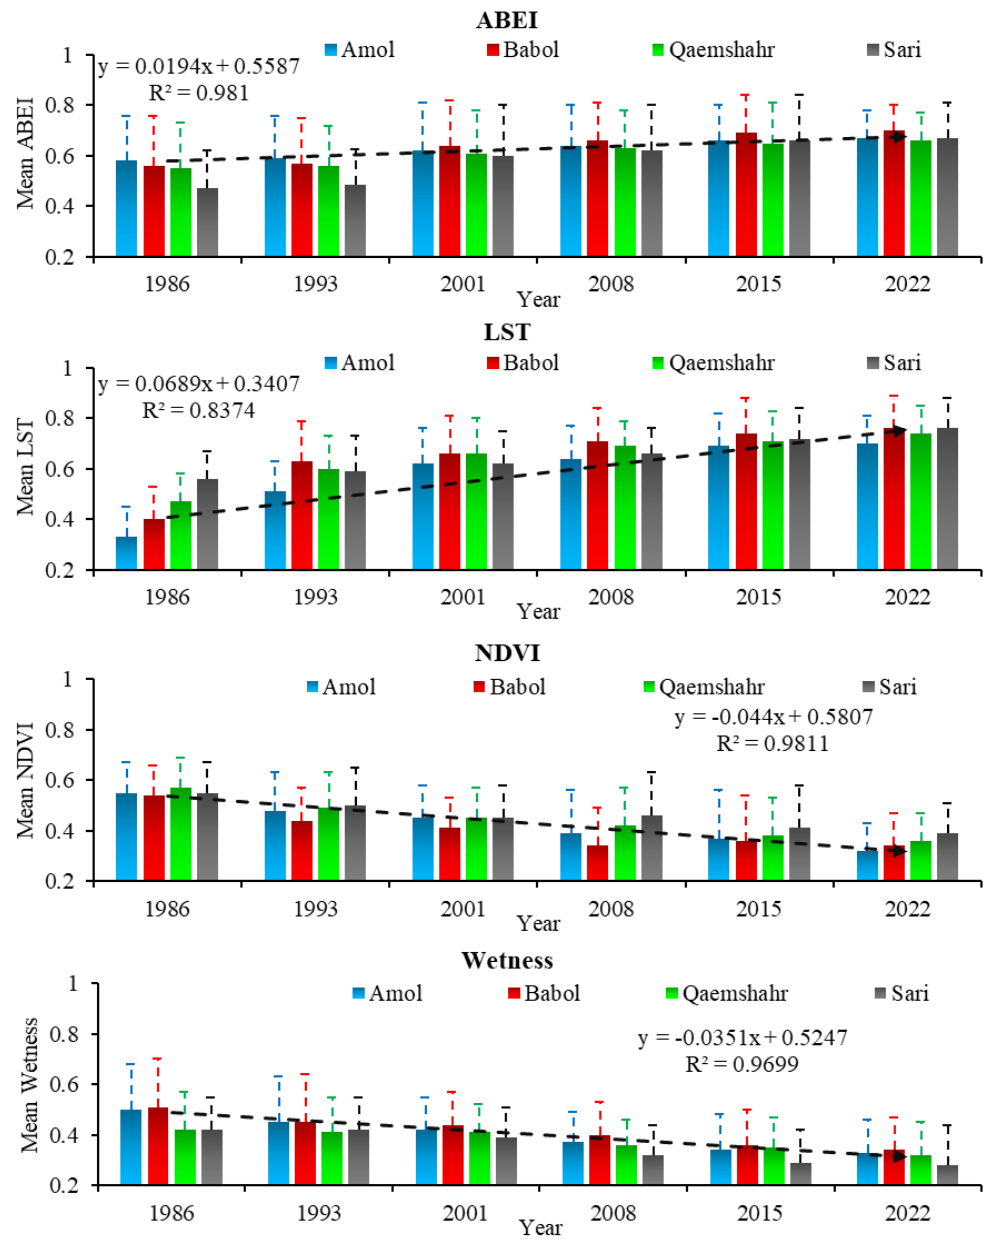 ABEI
Amol Babol Qaemshahr Sari
y = 0.0194x + 0.5587
R² = 0.981
Mean ABEI
1
0.8
0.6
0.4
0.2
1986 1993 2001 2008 2015 2022
Year
LST
Amol Babol Qaemshahr Sari
y = 0.0689x + 0.3407
R² = 0.8374
Mean LST
1
0.8
0.6
0.4
0.2
1986 1993 2001 2008 2015 2022
Year
NDVI
Amol Babol Qaemshahr Sari
y = -0.044x + 0.5807
R² = 0.9811
Mean NDVI
1
0.8
0.6
0.4
0.2
1986 1993 2001 2008 2015 2022
Year
Wetness
Amol Babol Qaemshahr Sari
y = -0.0351x + 0.5247
R² = 0.9699
Mean Wetness
1
0.8
0.6
0.4
0.2
1986 1993 2001 2008 2015 2022
Year